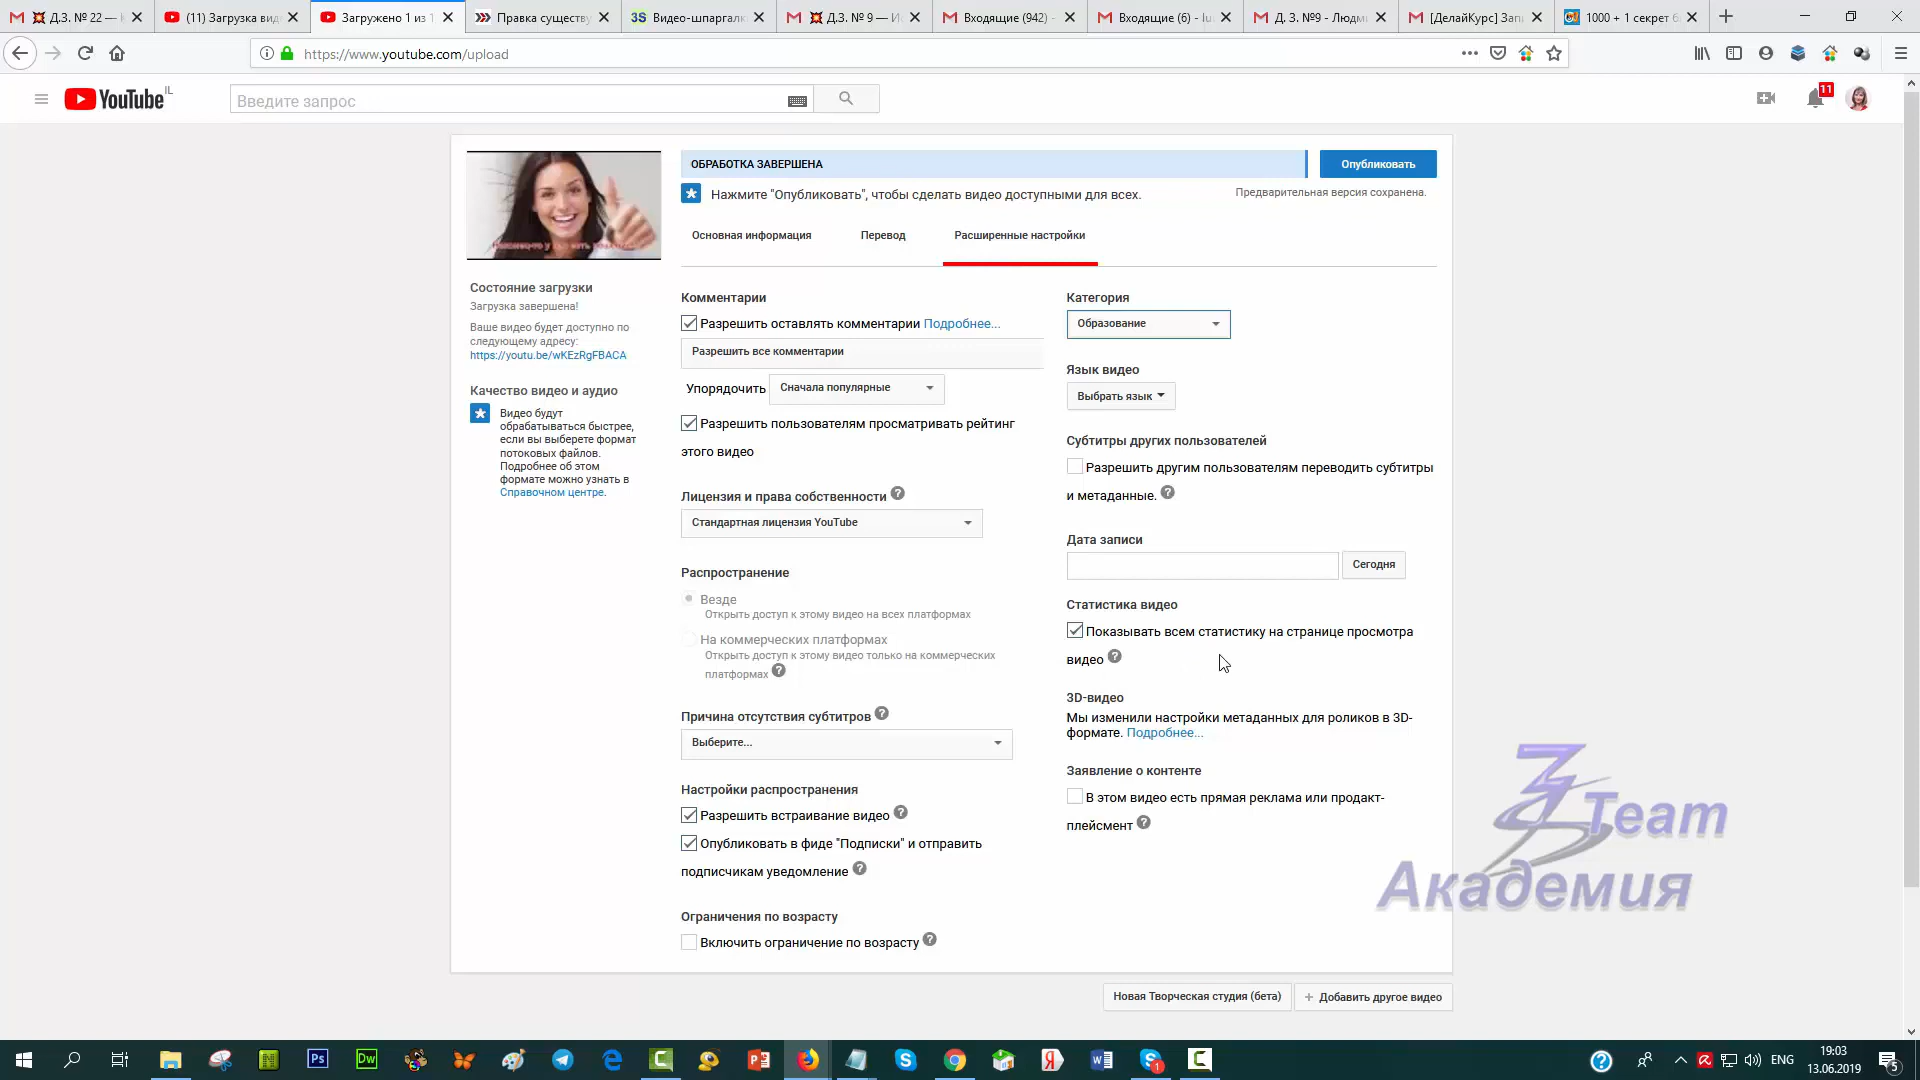 Д.З. № 22 — К
(11) Загрузка вид
Загружено 1 из 1
Правка существу
Видео-шпаргал
Д.З. № 9 — И
Входящие (942) -
Входящие (6) - lu
Д. З. №9 - Людм
[ДелайКурс] Зап
1000 + 1 секрет б
https://www.youtube.com/upload
YouTube IL
Введите запрос
11
ОБРАБОТКА ЗАВЕРШЕНА
Опубликовать
Нажмите "Опубликовать", чтобы сделать видео доступными для всех.
Предварительная версия сохранена.
Основная информация
Перевод
Расширенные настройки
Состояние загрузки
Загрузка завершена!
Ваше видео будет доступно по
следующему адресу:
https://youtu.be/wKEzRgFBACA
Качество видео и аудио
Видео будут
обрабатываться быстрее,
если вы выберете формат
потоковых файлов.
Подробнее об этом
формате можно узнать в
Справочном центре.
Комментарии
Разрешить оставлять комментарии Подробнее...
Разрешить все комментарии
Упорядочить Сначала популярные
Разрешить пользователям просматривать рейтинг
этого видео
Лицензия и права собственности
Стандартная лицензия YouTube
Распространение
Везде
Открыть доступ к этому видео на всех платформах
На коммерческих платформах
Открыть доступ к этому видео только на коммерческих
платформах
Причина отсутствия субтитров
Выберите...
Настройки распространения
Разрешить встраивание видео
Опубликовать в фиде "Подписки" и отправить
подписчикам уведомление
Ограничения по возрасту
Включить ограничение по возрасту
Категория
Образование
Язык видео
Выбрать язык
Субтитры других пользователей
Разрешить другим пользователям переводить субтитры
и метаданные.
Дата записи
Сегодня
Статистика видео
Показывать всем статистику на странице просмотра
видео
3D-видео
Мы изменили настройки метаданных для роликов в 3D-
формате. Подробнее...
Заявление о контенте
В этом видео есть прямая реклама или продакт-
плейсмент
Team
Академия
Новая Творческая студия (бета)
+ Добавить другое видео
ENG
19:03
13.06.2019
5